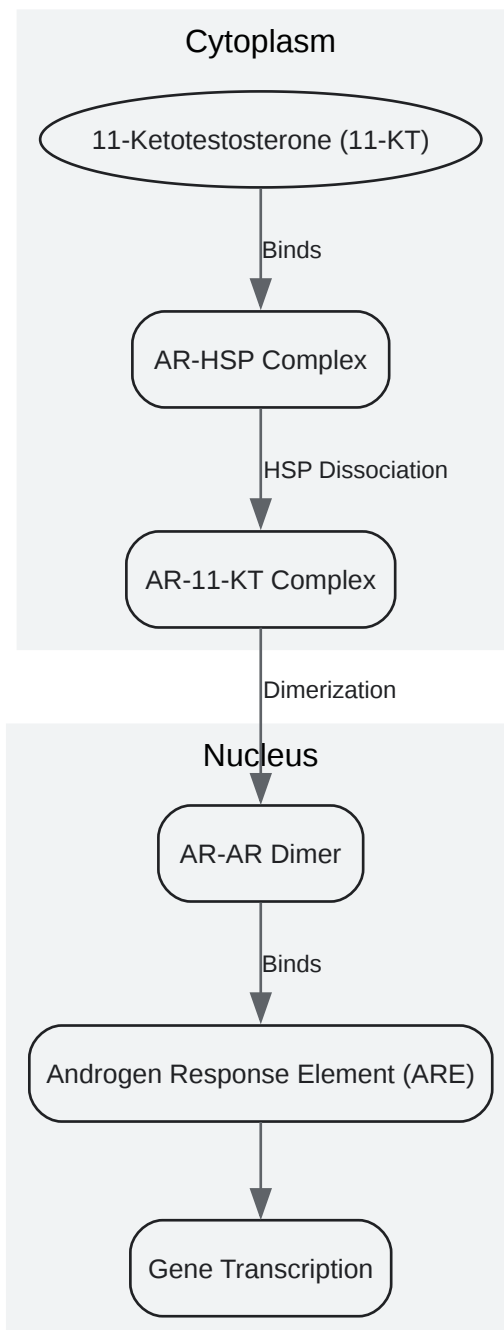 Cytoplasm
11-Ketotestosterone (11-KT)
Binds
AR-HSP Complex
HSP Dissociation
AR-11-KT Complex
Dimerization
Nucleus
AR-AR Dimer
Binds
Androgen Response Element (ARE)
Gene Transcription